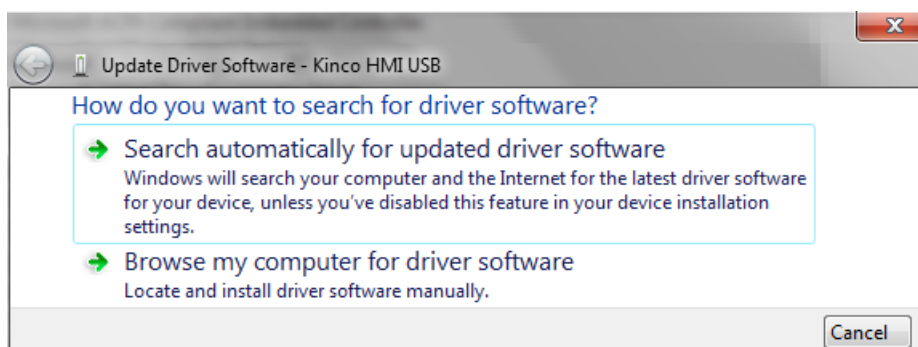 Update Driver Software - Kinco HMI USB
How do you want to search for driver software?
Search automatically for updated driver software
Windows will search your computer and the Internet for the latest driver software
for your device, unless you've disabled this feature in your device installation
settings.
Browse my computer for driver software
Locate and install driver software manually.
Cancel